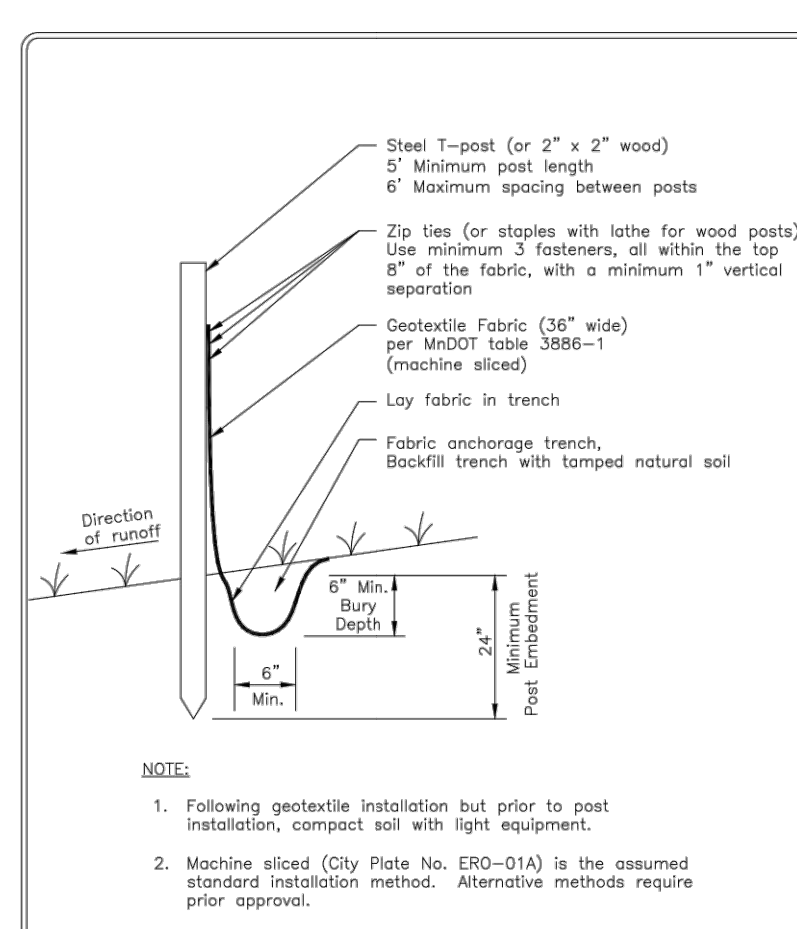 Steel T-post (or 2" x 2" wood)
5' Minimum post length
6' Maximum spacing between posts
Zip ties (or staples with lathe for wood posts)
Use minimum 3 fasteners, all within the top
8" of the fabric, with a minimum 1" vertical
separation
Geotextile Fabric (36" wide)
per MnDOT table 3886-1
(machine sliced)
Lay fabric in trench
Fabric anchorage trench,
Backfill trench with tamped natural soil
Direction
of runoff
6" Min.
Bury
Depth
6"
Min.
24"
Minimum
Post Embedment
NOTE:
1. Following geotextile installation but prior to post
installation, compact soil with light equipment.
2. Machine sliced (City Plate No. ERO-01A) is the assumed
standard installation method. Alternative methods require
prior approval.